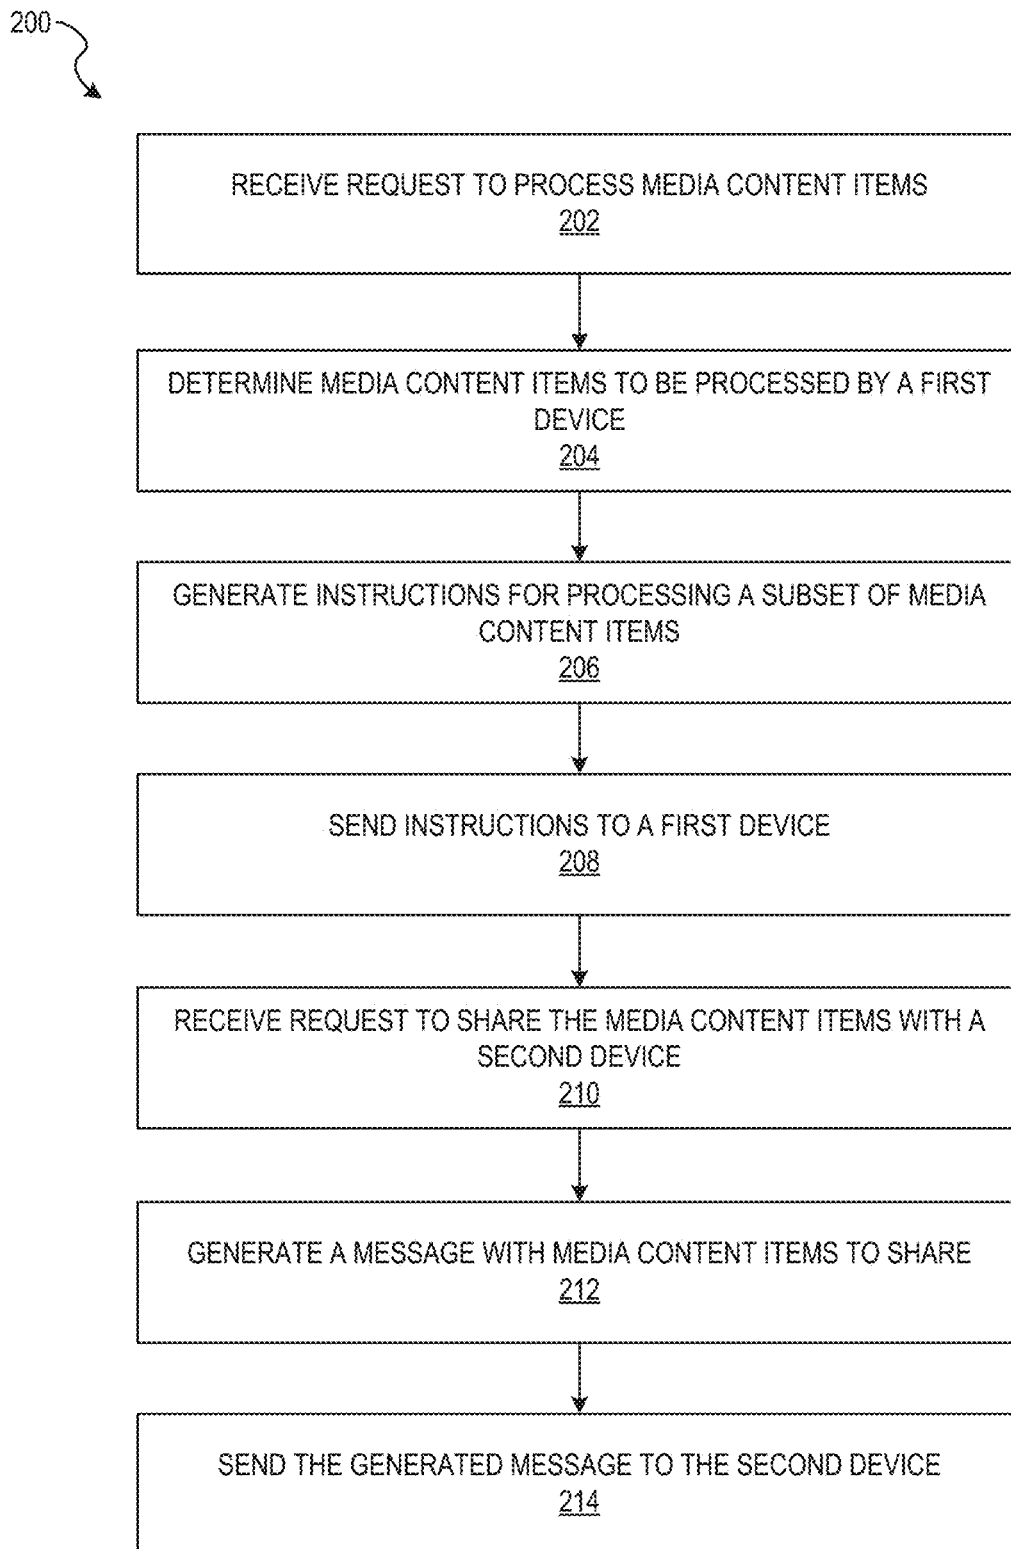 200
RECEIVE REQUEST TO PROCESS MEDIA CONTENT ITEMS
202
DETERMINE MEDIA CONTENT ITEMS TO BE PROCESSED BY A FIRST
DEVICE
204
GENERATE INSTRUCTIONS FOR PROCESSING A SUBSET OF MEDIA
CONTENT ITEMS
206
SEND INSTRUCTIONS TO A FIRST DEVICE
208
RECEIVE REQUEST TO SHARE THE MEDIA CONTENT ITEMS WITH A
SECOND DEVICE
210
GENERATE A MESSAGE WITH MEDIA CONTENT ITEMS TO SHARE
212
SEND THE GENERATED MESSAGE TO THE SECOND DEVICE
214